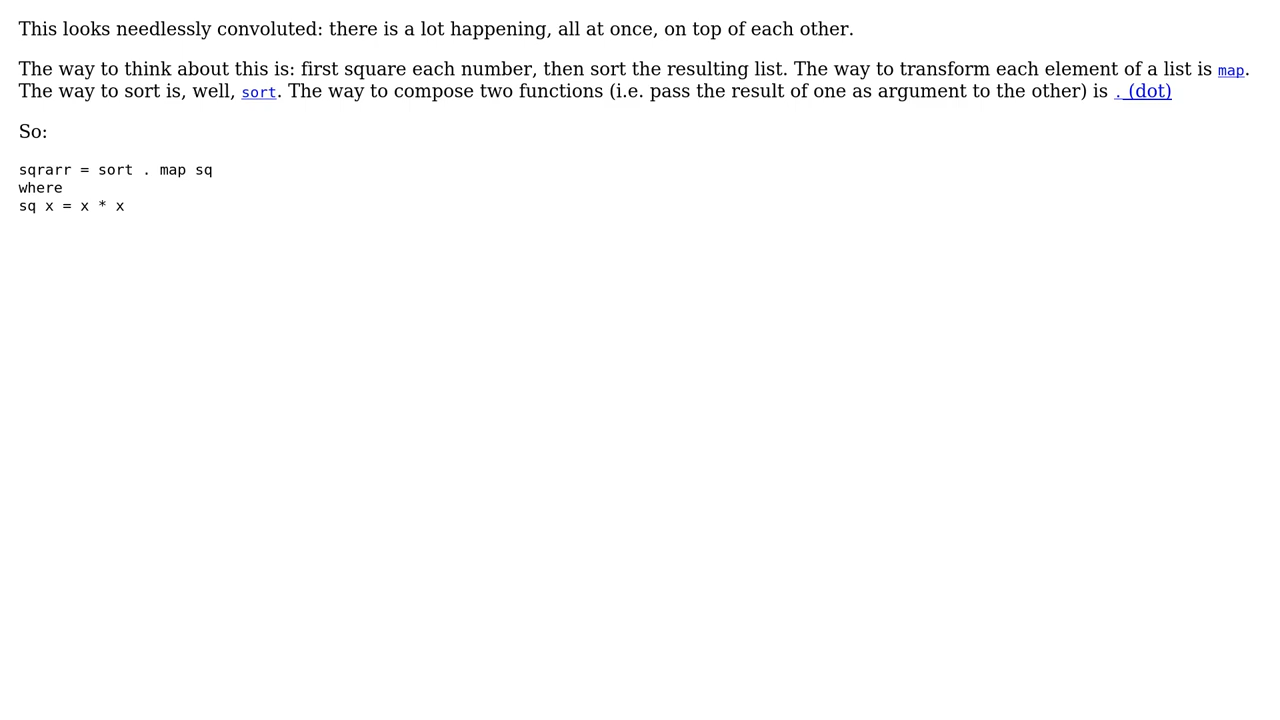 This looks needlessly convoluted: there is a lot happening, all at once, on top of each other.
The way to think about this is: first square each number, then sort the resulting list. The way to transform each element of a list is map.
The way to sort is, well, sort. The way to compose two functions (i.e. pass the result of one as argument to the other) is . (dot)
So:
sqrarr = sort . map sq
where
sq x = x * x